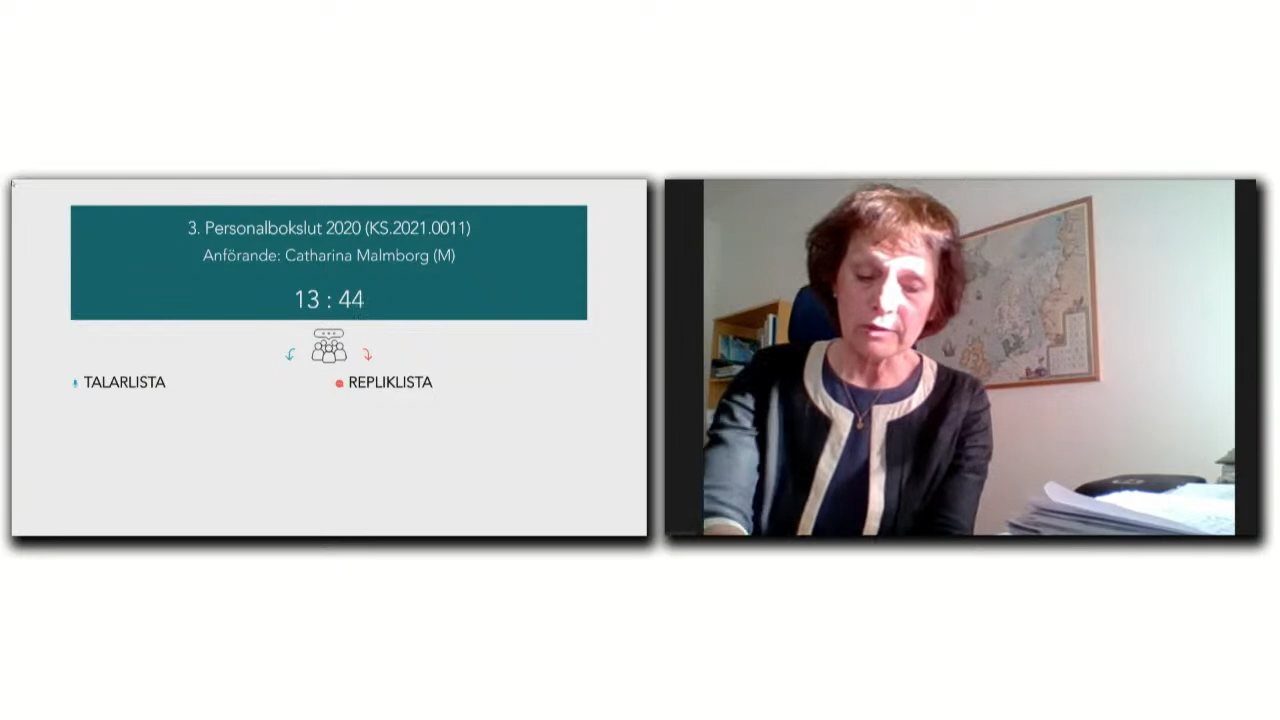 3. Personalbokslut 2020 (KS.2021.0011)
Anförande: Catharina Malmborg (M)
13 : 44
TALARLISTA
REPLIKLISTA